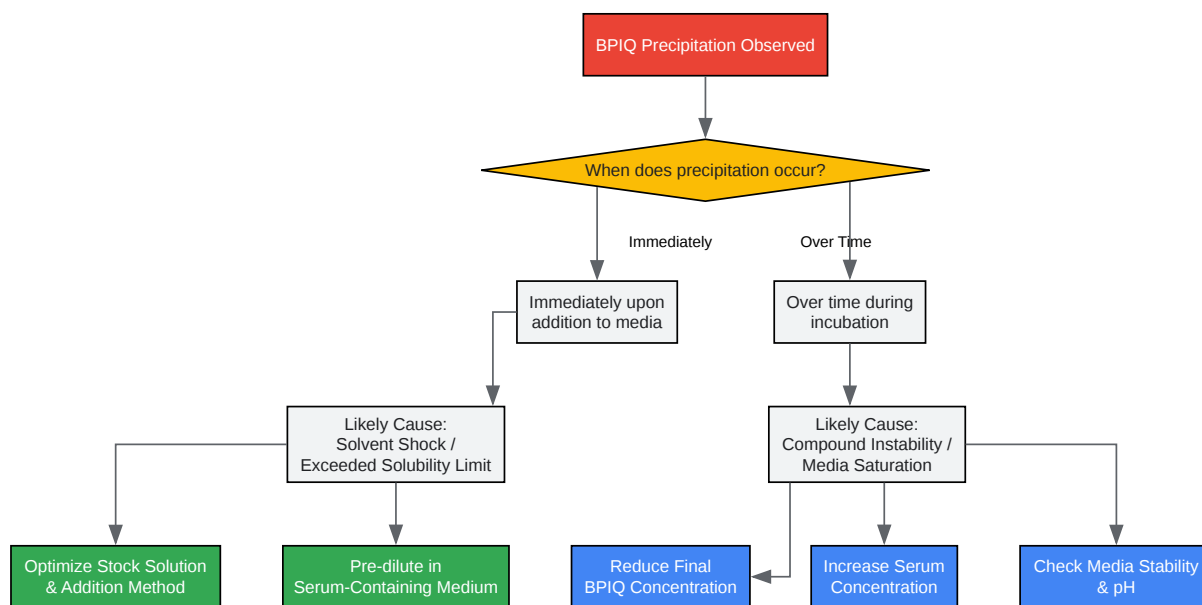 BPIQ Precipitation Observed
When does precipitation occur?
Immediately
Over Time
Immediately upon
addition to media
Over time during
incubation
Likely Cause:
Solvent Shock /
Exceeded Solubility Limit
Likely Cause:
Compound Instability /
Media Saturation
Optimize Stock Solution
& Addition Method
Pre-dilute in
Serum-Containing Medium
Reduce Final
BPIQ Concentration
Increase Serum
Concentration
Check Media Stability
& pH